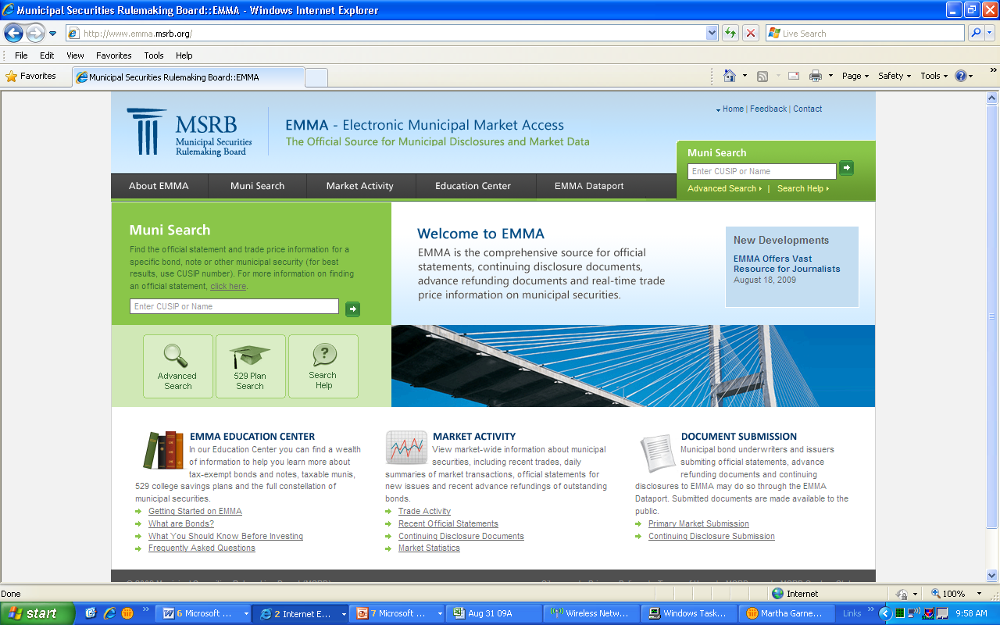 Municipal Securities Rulemaking Board::EMMA - Windows Internet Explorer
http://www.emma.msrb.org/
Live Search
File Edit View Favorites Tools Help
Favorites
Municipal Securities Rulemaking Board::EMMA
Page Safety Tools
Home | Feedback | Contact
MSRB
Municipal Securities
Rulemaking Board
EMMA - Electronic Municipal Market Access
The Official Source for Municipal Disclosures and Market Data
Muni Search
Enter CUSIP or Name
Advanced Search | Search Help
About EMMA
Muni Search
Market Activity
Education Center
EMMA Dataport
Muni Search
Find the official statement and trade price information for a
specific bond, note or other municipal security (for best
results, use CUSIP number). For more information on finding
an official statement, click here.
Enter CUSIP or Name
Advanced
Search
529 Plan
Search
Search
Help
Welcome to EMMA
EMMA is the comprehensive source for official
statements, continuing disclosure documents,
advance refunding documents and real-time trade
price information on municipal securities.
New Developments
EMMA Offers Vast
Resource for Journalists
August 18, 2009
EMMA EDUCATION CENTER
In our Education Center you can find a wealth
of information to help you learn more about
tax-exempt bonds and notes, taxable munis,
529 college savings plans and the full constellation of
municipal securities.
Getting Started on EMMA
What are Bonds?
What You Should Know Before Investing
Frequently Asked Questions
MARKET ACTIVITY
View market-wide information about municipal
securities, including recent trades, daily
summaries of market transactions, official statements for
new issues and recent advance refundings of outstanding
bonds.
Trade Activity
Recent Official Statements
Continuing Disclosure Documents
Market Statistics
DOCUMENT SUBMISSION
Municipal bond underwriters and issuers
submiting official statements, advance
refunding documents and continuing
disclosures to EMMA may do so through the EMMA
Dataport. Submitted documents are made available to the
public.
Primary Market Submission
Continuing Disclosure Submission
Done
Internet
100%
start
6 Microsoft ...
2 Internet E...
7 Microsoft ...
Aug 31 09A
Wireless Netw...
Windows Task...
Martha Garne...
Links
9:58 AM